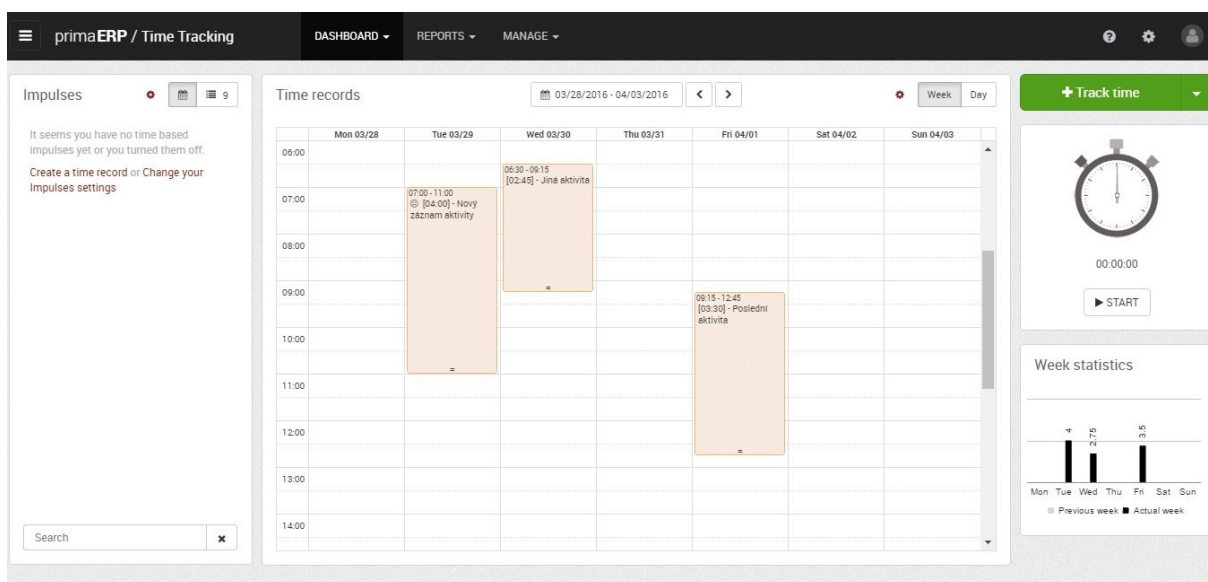 primaERP / Time Tracking
DASHBOARD
REPORTS
MANAGE
Impulses
9
It seems you have no time based
impulses yet or you turned them off.
Create a time record or Change your
Impulses settings
Search
Time records
03/28/2016 - 04/03/2016
Week
Day
Mon 03/28
Tue 03/29
Wed 03/30
Thu 03/31
Fri 04/01
Sat 04/02
Sun 04/03
06:00
07:00
08:00
09:00
10:00
11:00
12:00
13:00
14:00
07:00 - 11:00
[04:00] - Nový
záznam aktivity
06:30 - 09:15
[02:45] - Jiná aktivita
09:15 - 12:45
[03:30] - Poslední
aktivita
+ Track time
00:00:00
START
Week statistics
4
2.75
3.5
Mon Tue Wed Thu Fri Sat Sun
Previous week Actual week